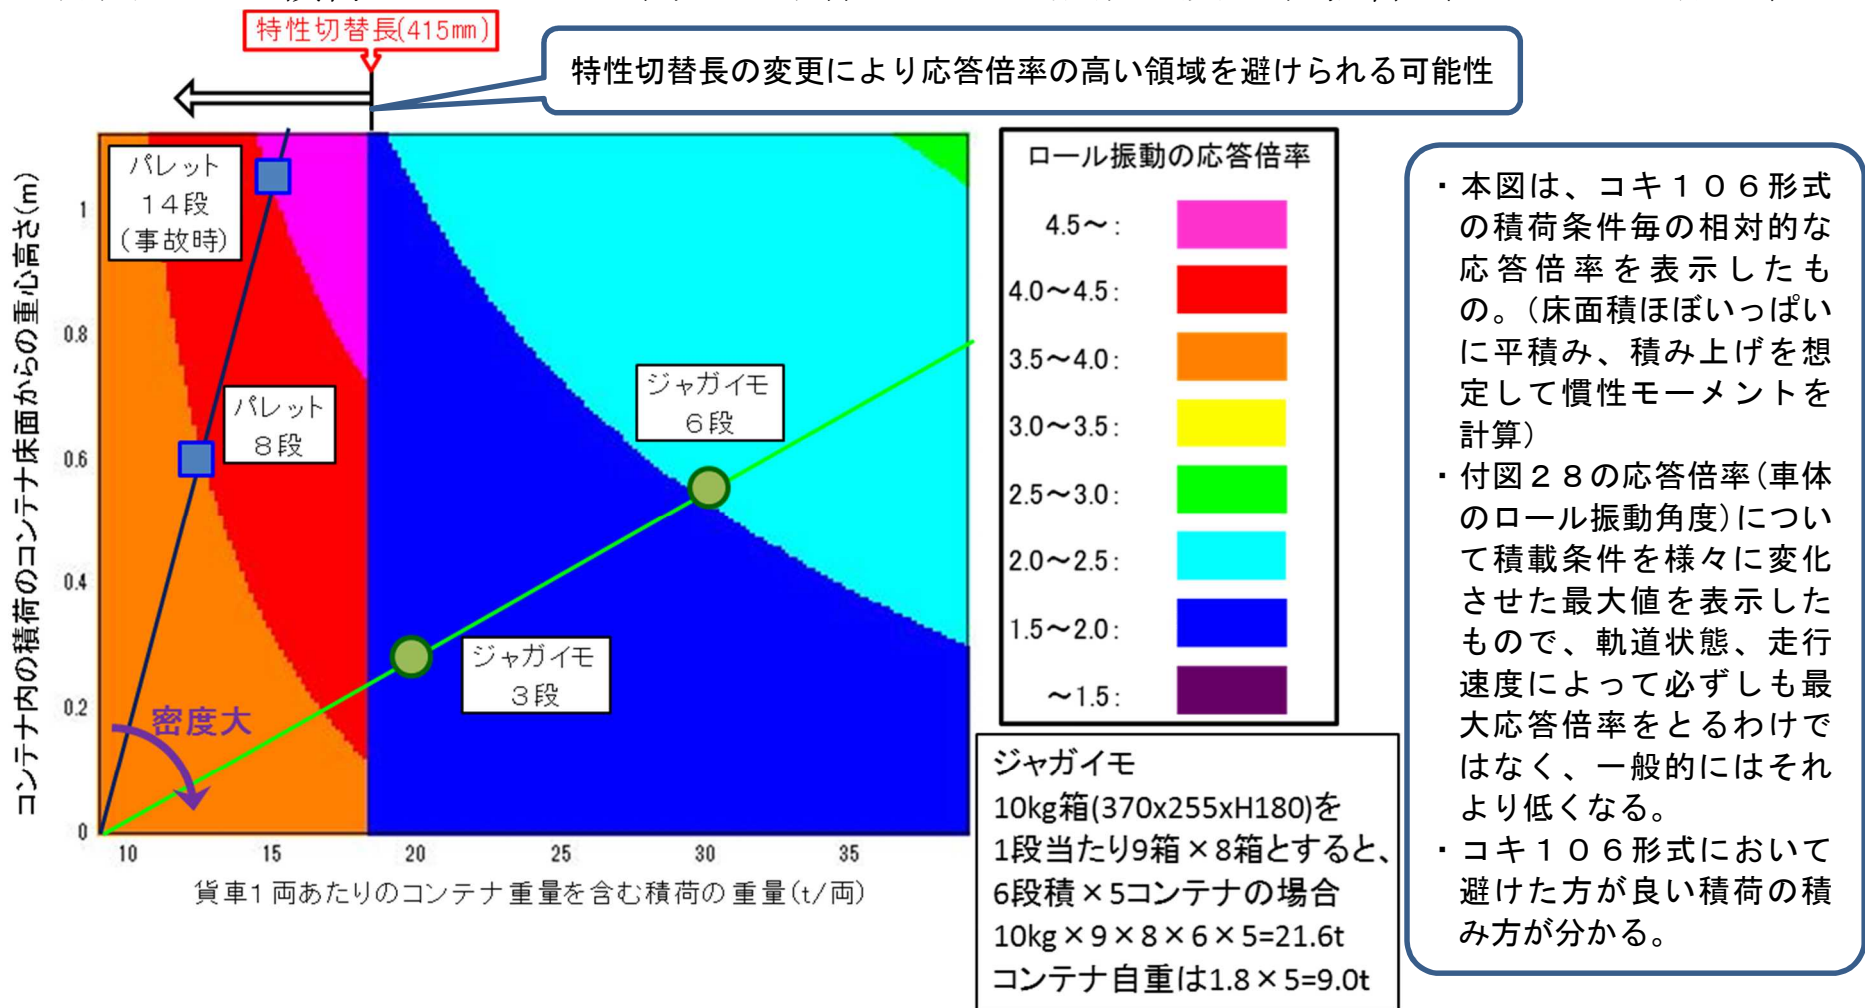 特性切替長(415mm)
特性切替長の変更により応答倍率の高い領域を避けられる可能性
コンテナ内の積荷のコンテナ床面からの重心高さ(m)
1
0.8
0.6
0.4
0.2
0
10
15
20
25
30
35
貨車1両あたりのコンテナ重量を含む積荷の重量(t/両)
パレット
14段
(事故時)
パレット
8段
ジャガイモ
6段
ジャガイモ
3段
密度大
ロール振動の応答倍率
4.5～:
4.0～4.5:
3.5～4.0:
3.0～3.5:
2.5～3.0:
2.0～2.5:
1.5～2.0:
～1.5:
ジャガイモ
10kg箱(370x255xH180)を
1段当たり9箱×8箱とすると、
6段積×5コンテナの場合
10kg×9×8×6×5=21.6t
コンテナ自重は1.8×5=9.0t
・本図は、コキ１０６形式
の積荷条件毎の相対的な
応答倍率を表示したも
の。(床面積ほぼいっぱい
に平積み、積み上げを想
定して慣性モーメントを
計算)
・付図２８の応答倍率(車体
のロール振動角度)につい
て積載条件を様々に変化
させた最大値を表示した
もので、軌道状態、走行
速度によって必ずしも最
大応答倍率をとるわけで
はなく、一般的にはそれ
より低くなる。
・コキ１０６形式において
避けた方が良い積荷の積
み方が分かる。